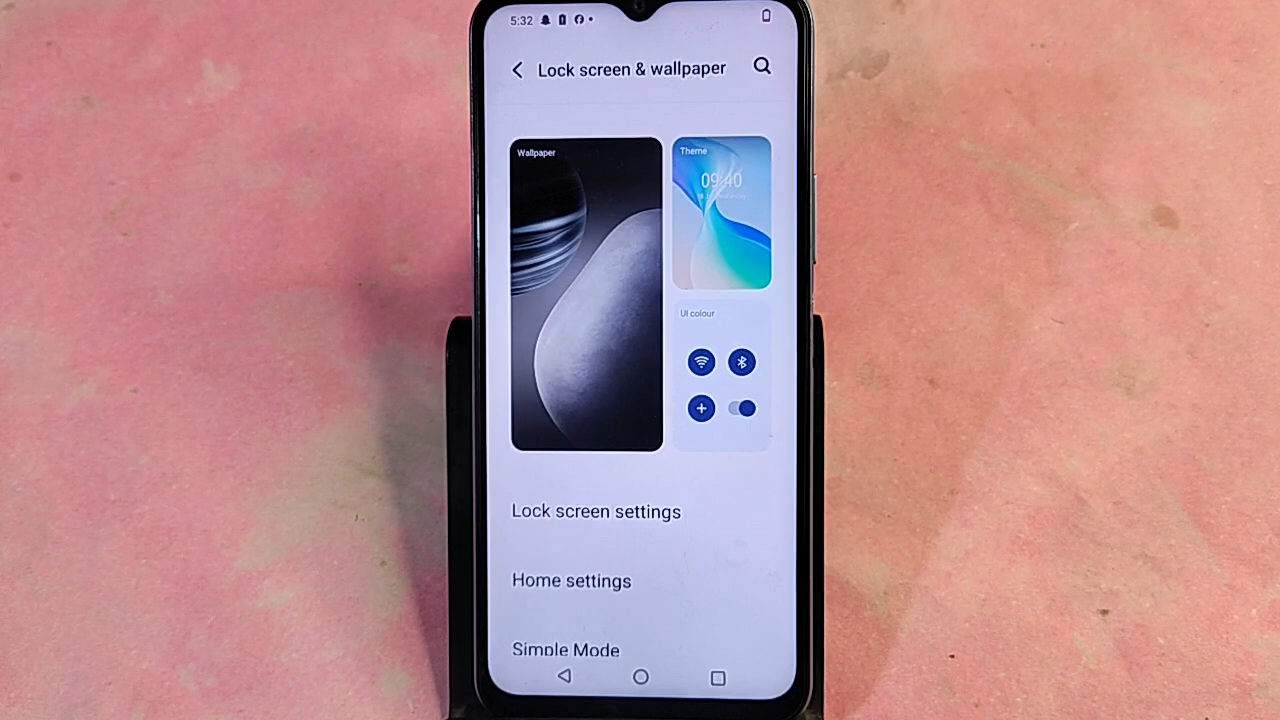 5:32
Lock screen & wallpaper
Wallpaper
Theme
09:40
UI colour
Lock screen settings
Home settings
Simple Mode